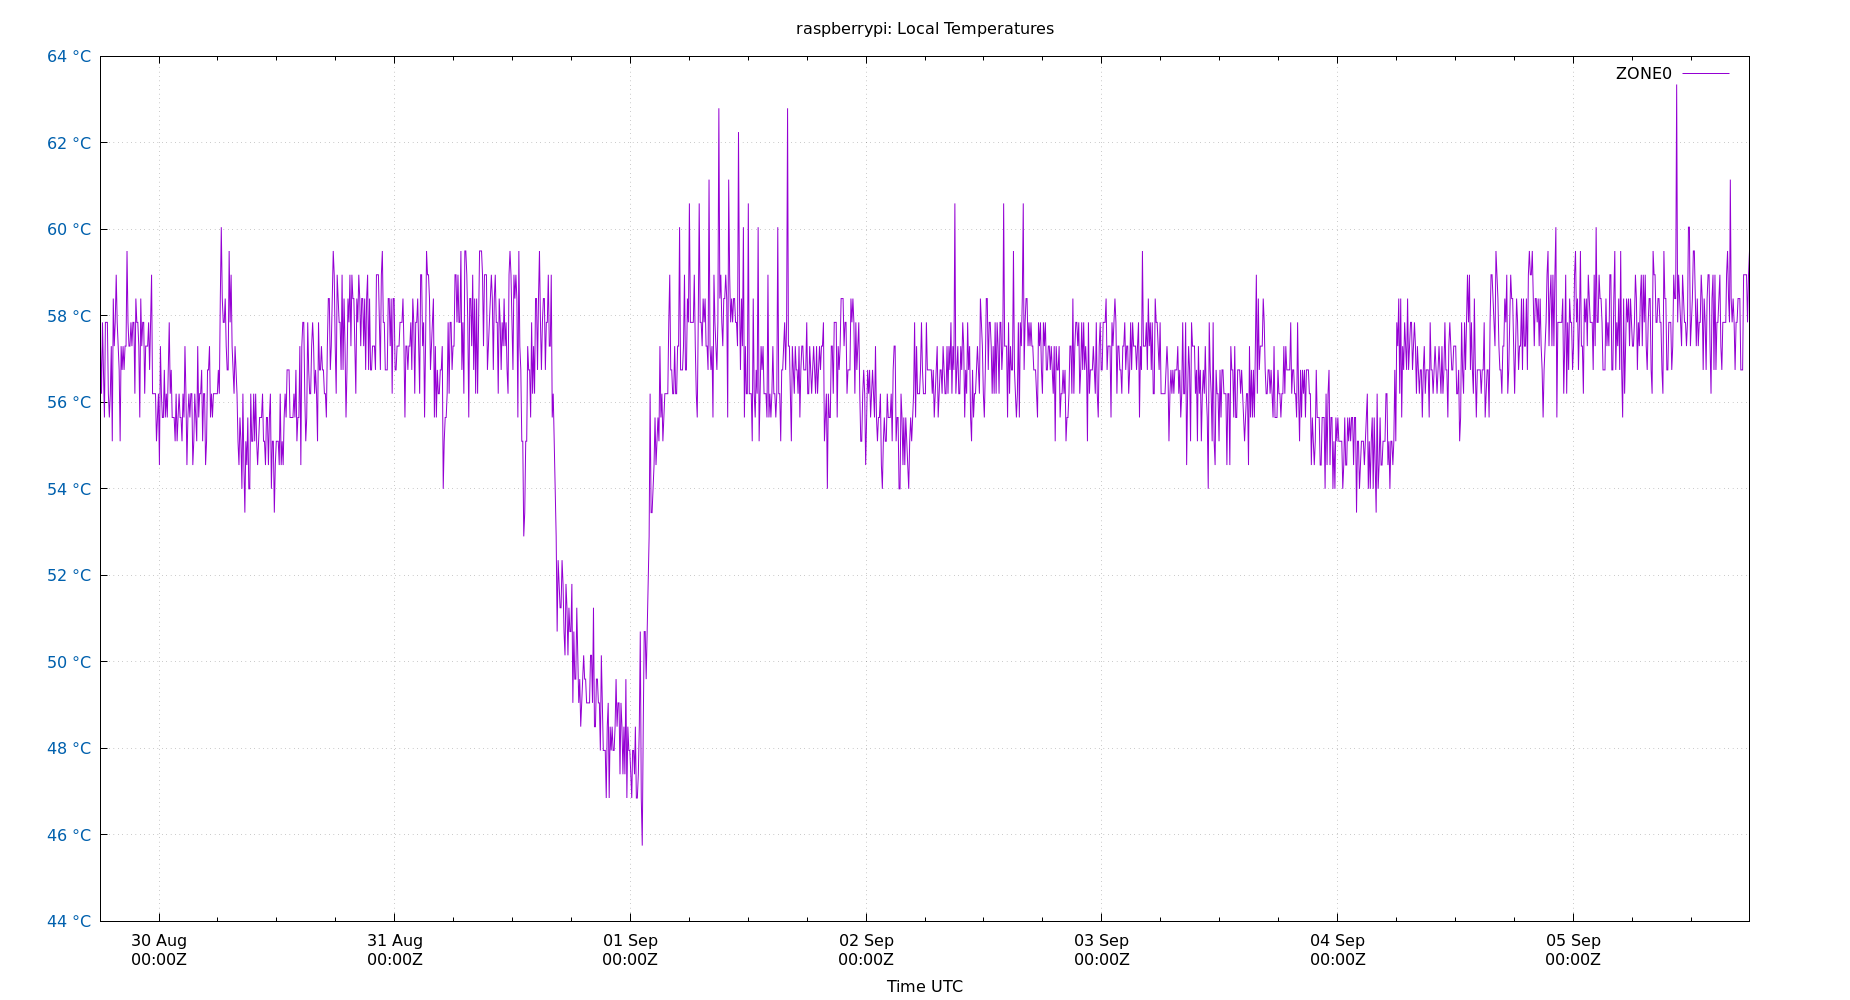 raspberrypi: Local Temperatures
ZONE0
64 °C
62 °C
60 °C
58 °C
56 °C
54 °C
52 °C
50 °C
48 °C
46 °C
44 °C
30 Aug
00:00Z
31 Aug
00:00Z
01 Sep
00:00Z
02 Sep
00:00Z
03 Sep
00:00Z
04 Sep
00:00Z
05 Sep
00:00Z
Time UTC